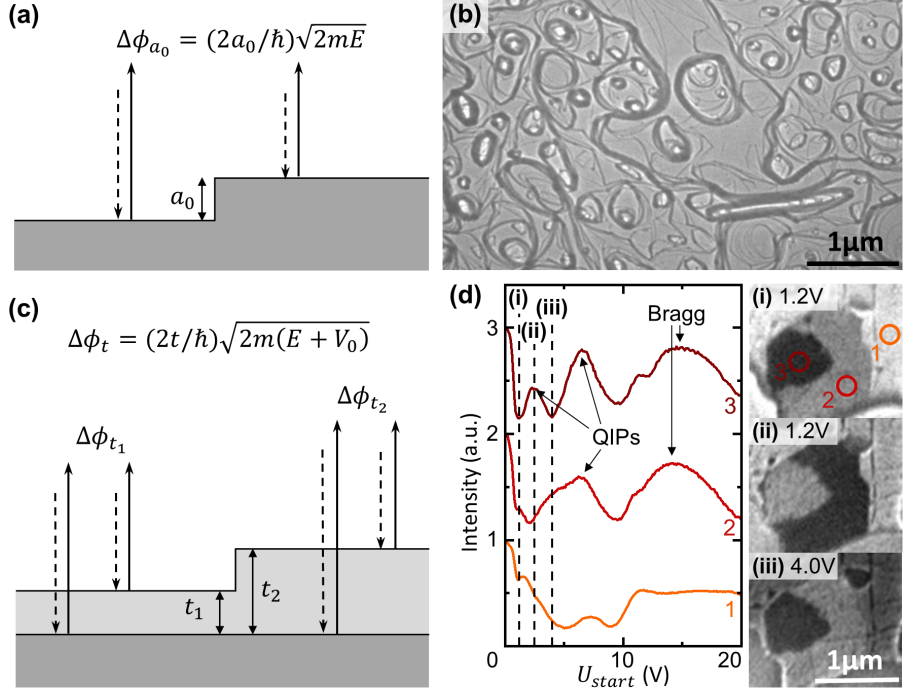 (a)
Δϕ_{a_0} = (2a_0/ℏ)√2mE
a_0
(b)
1μm
(c)
Δϕ_t = (2t/ℏ)√2m(E + V_0)
Δϕ_{t_1}
Δϕ_{t_2}
t_1
t_2
(d)
(i)
(ii)
(iii)
Bragg
QIPs
3
2
1
3
2
1
0
0
10
20
Intensity (a.u.)
U_{start} (V)
(i) 1.2V
1
2
3
(ii) 1.2V
(iii) 4.0V
1μm